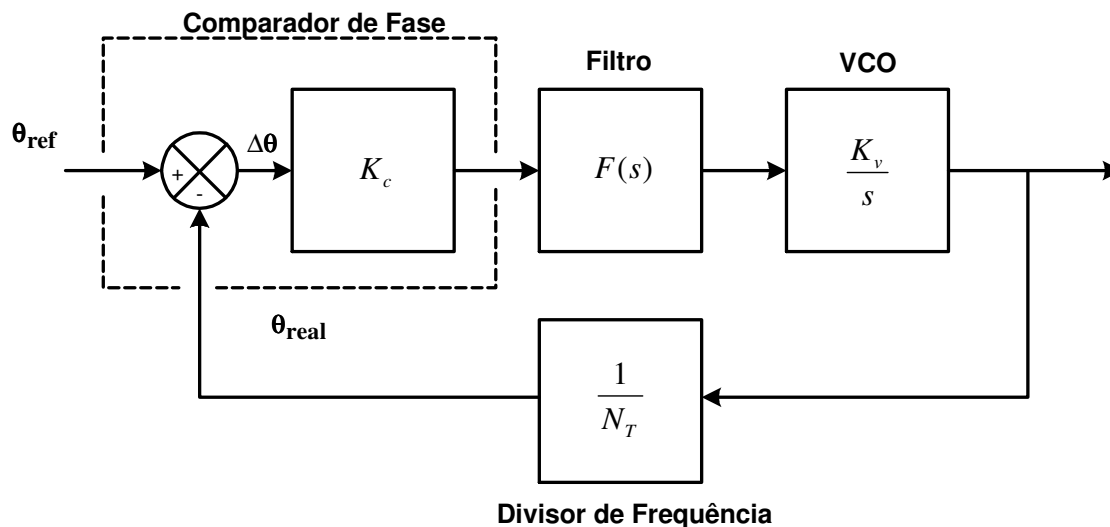 Comparador de Fase
Filtro
VCO
θref
Δθ
+
-
Kc
F(s)
Kv
s
θreal
1
NT
Divisor de Frequência